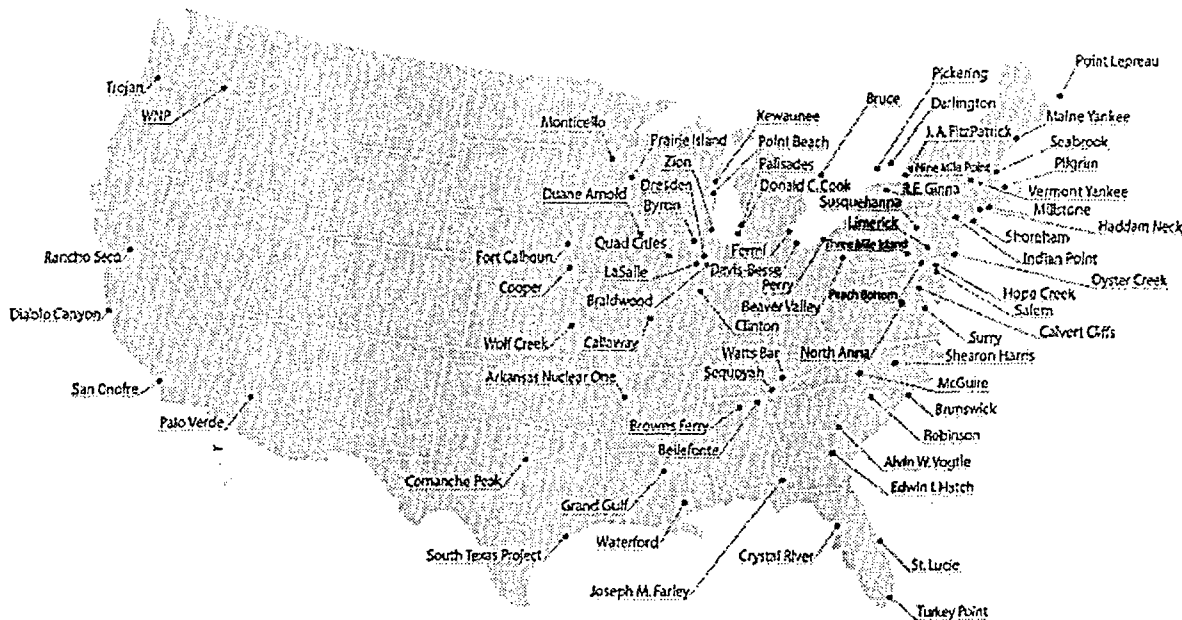 Point Lepreau
Pickering
Darlington
Bruce
Trojan
WNP
Kewaunee
J. A. FitzPatrick
Maine Yankee
Monticello
Prairie Island
Point Beach
Seabrook
Zion
Palisades
Nine Mile Point
Pilgrim
Duane Arnold
Dresden
Donald C. Cook
R.E. Ginna
Vermont Yankee
Byron
Susquehanna
Millstone
Limerick
Haddam Neck
Quad Cities
Fermi
Three Mile Island
Shoreham
Rancho Seco
Fort Calhoun
LaSalle
Davis-Besse
Indian Point
Cooper
Perry
Oyster Creek
Braidwood
Beaver Valley
Peach Bottom
Hope Creek
Salem
Diablo Canyon
Clinton
Calvert Cliffs
Wolf Creek
Callaway
Surry
Watts Bar
North Anna
Shearon Harris
Sequoyah
Arkansas Nuclear One
McGuire
San Onofre
Brunswick
Palo Verde
Browns Ferry
Robinson
Bellefonte
Alvin W. Vogtle
Comanche Peak
Edwin I. Hatch
Grand Gulf
Waterford
South Texas Project
Crystal River
St. Lucie
Joseph M. Farley
Turkey Point